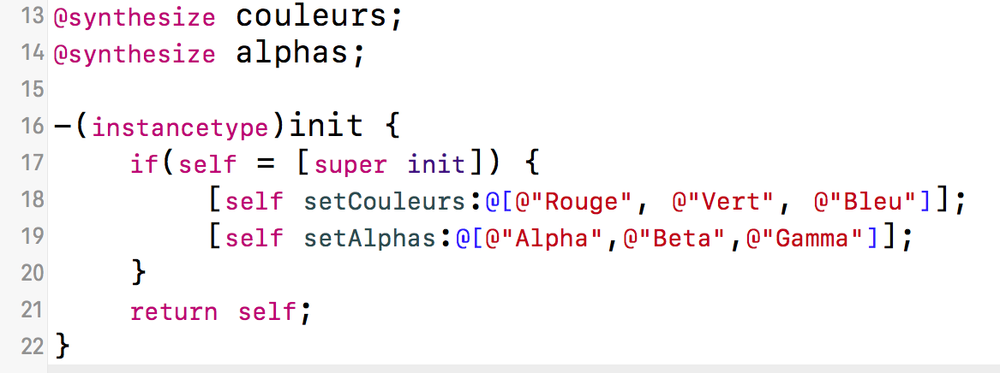 13 @synthesize couleurs;
14 @synthesize alphas;
15
16 -(instancetype)init {
17 if(self = [super init]) {
18 [self setCouleurs:@[@"Rouge", @"Vert", @"Bleu"]];
19 [self setAlphas:@[@"Alpha",@"Beta",@"Gamma"]];
20 }
21 return self;
22 }